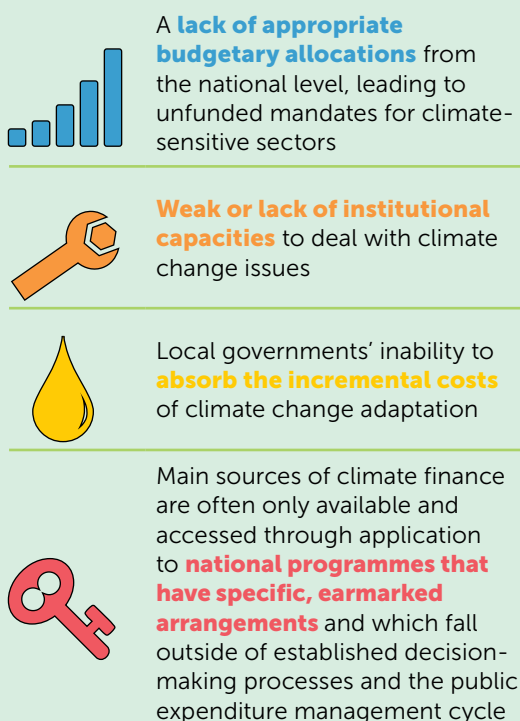 A lack of appropriate
budgetary allocations from
the national level, leading to
unfunded mandates for climate-
sensitive sectors
Weak or lack of institutional
capacities to deal with climate
change issues
Local governments’ inability to
absorb the incremental costs
of climate change adaptation
Main sources of climate finance
are often only available and
accessed through application
to national programmes that
have specific, earmarked
arrangements and which fall
outside of established decision-
making processes and the public
expenditure management cycle